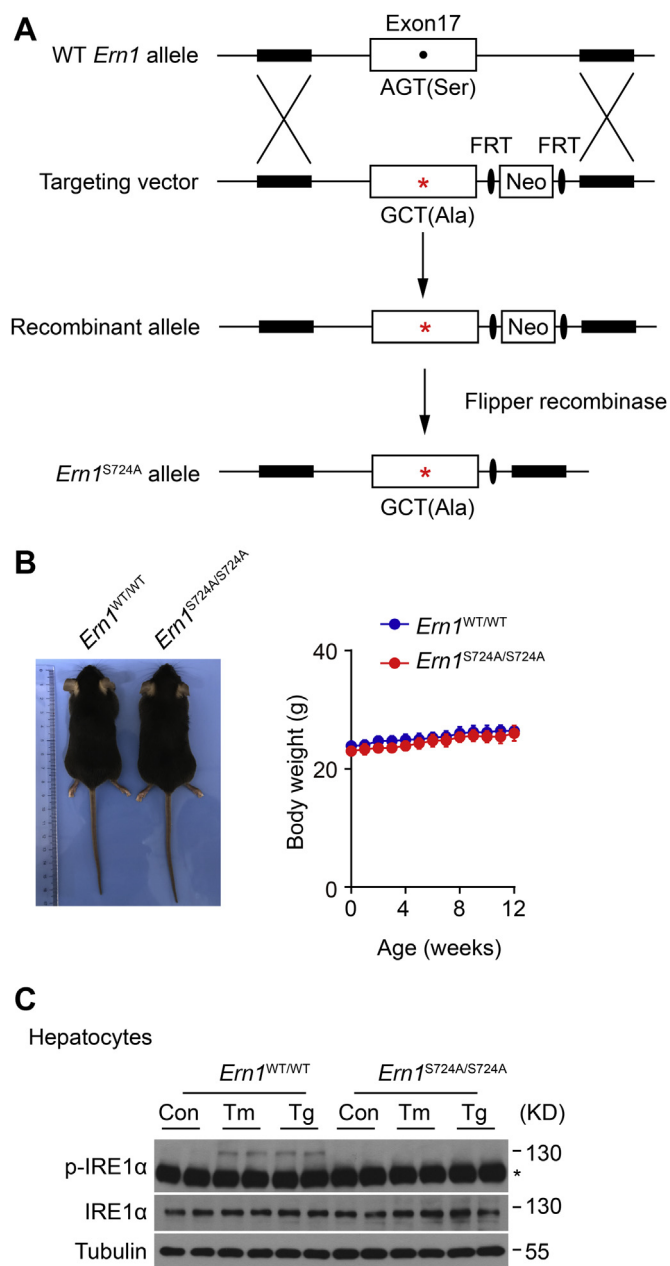 A
Exon17
WT Ern1 allele
AGT(Ser)
FRT FRT
Targeting vector
* Neo
GCT(Ala)
Recombinant allele
* Neo
Flipper recombinase
Ern1S724A allele
*
GCT(Ala)
B
Ern1WT/WT
Ern1S724A/S724A
Ern1WT/WT
Ern1S724A/S724A
40
20
0
Body weight (g)
0 4 8 12
Age (weeks)
C
Hepatocytes
Ern1WT/WT Ern1S724A/S724A
Con Tm Tg Con Tm Tg (KD)
p-IRE1α 130
*
IRE1α 130
Tubulin 55